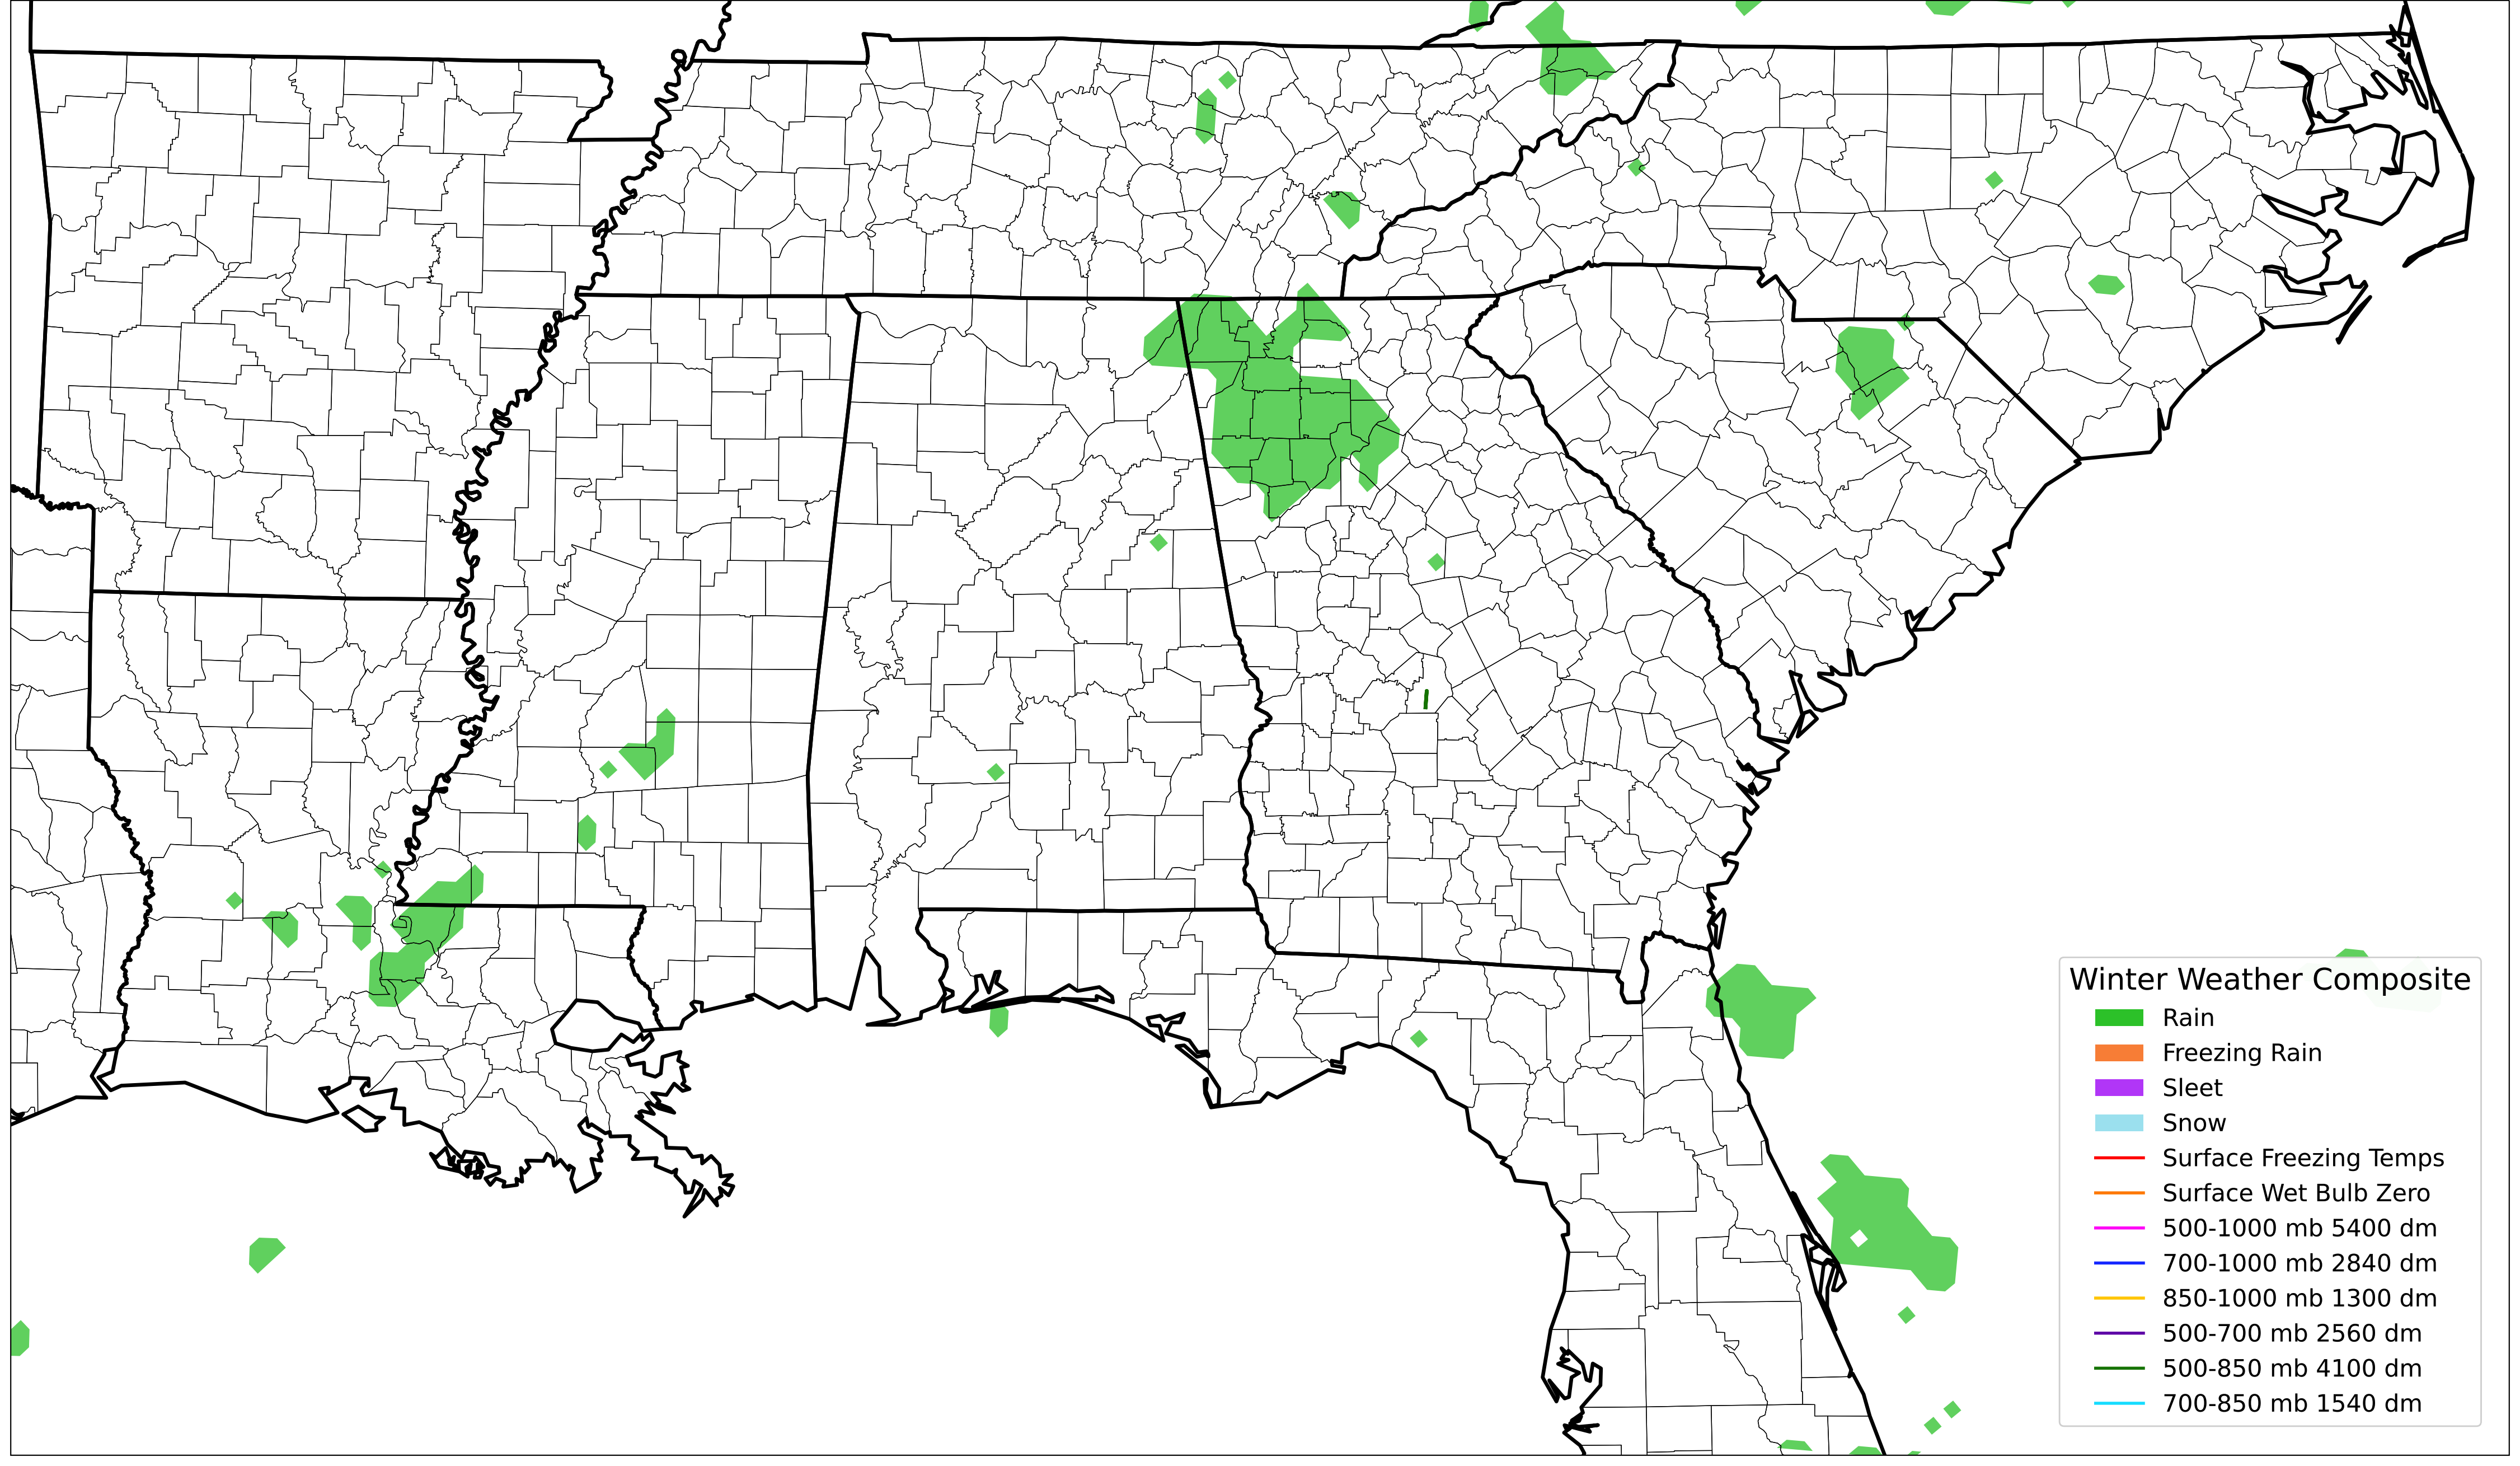 Winter Weather Composite
Rain
Freezing Rain
Sleet
Snow
Surface Freezing Temps
Surface Wet Bulb Zero
500-1000 mb 5400 dm
700-1000 mb 2840 dm
850-1000 mb 1300 dm
500-700 mb 2560 dm
500-850 mb 4100 dm
700-850 mb 1540 dm